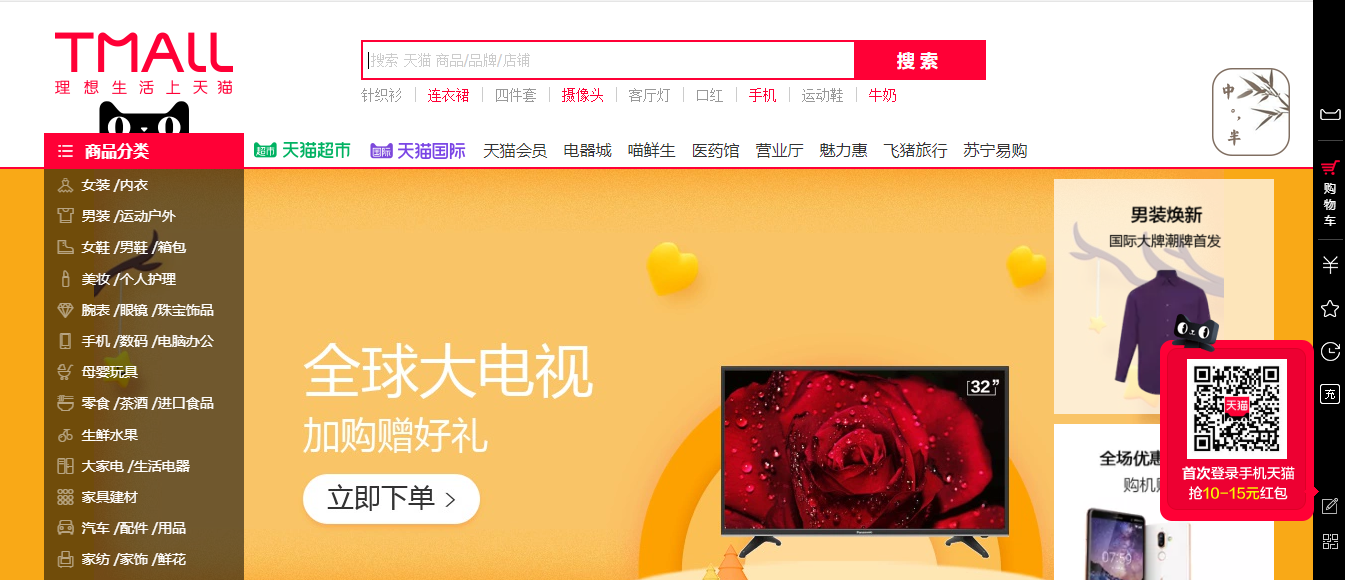 TMALL
理想生活上天猫
搜索 天猫 商品/品牌/店铺
搜索
针织衫 连衣裙 四件套 摄像头 客厅灯 口红 手机 运动鞋 牛奶
中
半
商品分类
超市 天猫超市 国际 天猫国际 天猫会员 电器城 喵鲜生 医药馆 营业厅 魅力惠 飞猪旅行 苏宁易购
女装 /内衣
男装 /运动户外
女鞋 /男鞋 /箱包
美妆 /个人护理
腕表 /眼镜 /珠宝饰品
手机 /数码 /电脑办公
母婴玩具
零食 /茶酒 /进口食品
生鲜水果
大家电 /生活电器
家具建材
汽车 /配件 /用品
家纺 /家饰 /鲜花
全球大电视
加购赠好礼
立即下单 >
32”
Panasonic
男装焕新
国际大牌潮牌首发
全场优惠
购机
07:59
天猫
首次登录手机天猫
抢10-15元红包
购物车
充